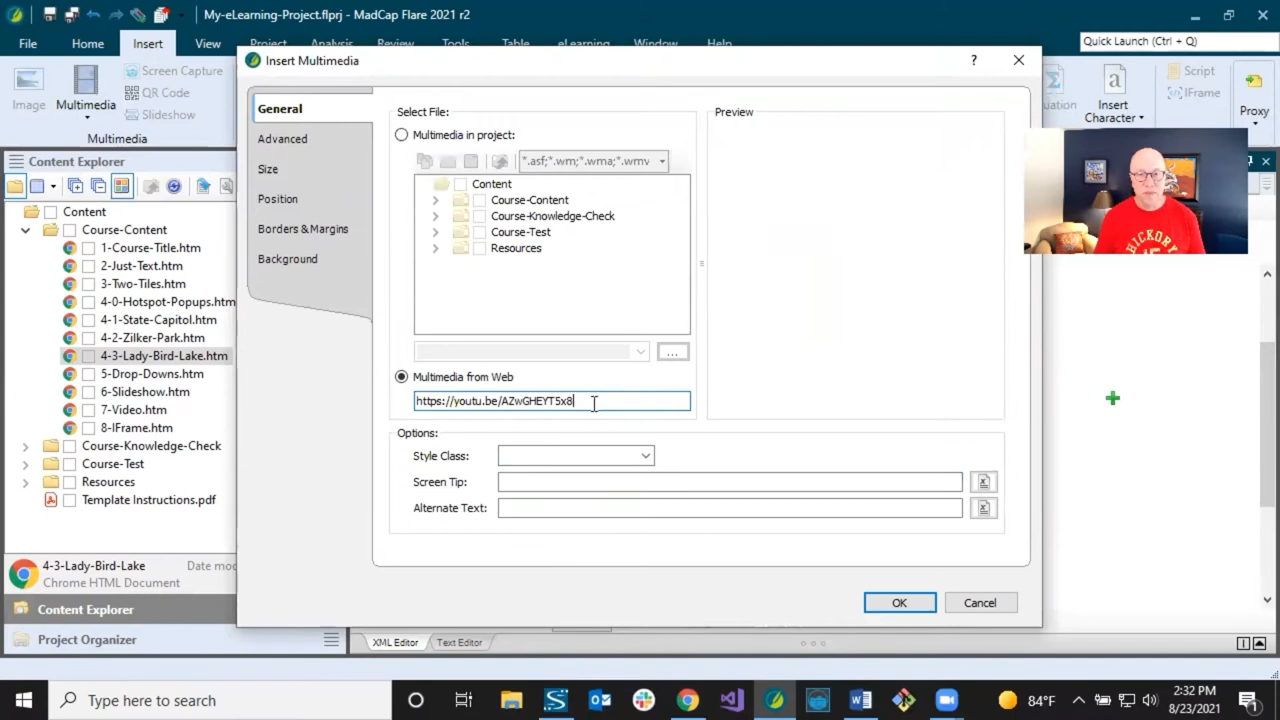 My-eLearning-Project.flprj - MadCap Flare 2021 r2
File Home Insert View Project Analysis Review Tools Table eLearning Window Help
Quick Launch (Ctrl + Q)
Image
Multimedia
Screen Capture
QR Code
Slideshow
Multimedia
Insert Character
Script
IFrame
Proxy
Insert Multimedia
?
General
Advanced
Size
Position
Borders & Margins
Background
Select File:
Multimedia in project:
*.asf;*.wm;*.wma;*.wmv
Content
Course-Content
Course-Knowledge-Check
Course-Test
Resources
...
Multimedia from Web
https://youtu.be/AZwGHEYT5x8
Preview
Options:
Style Class:
Screen Tip:
Alternate Text:
OK
Cancel
Content Explorer
Content
Course-Content
1-Course-Title.htm
2-Just-Text.htm
3-Two-Tiles.htm
4-0-Hotspot-Popups.htm
4-1-State-Capitol.htm
4-2-Zilker-Park.htm
4-3-Lady-Bird-Lake.htm
5-Drop-Downs.htm
6-Slideshow.htm
7-Video.htm
8-IFrame.htm
Course-Knowledge-Check
Course-Test
Resources
Template Instructions.pdf
4-3-Lady-Bird-Lake
Chrome HTML Document
Content Explorer
Project Organizer
XML Editor
Text Editor
HICKORY
Type here to search
84°F
2:32 PM
8/23/2021
1